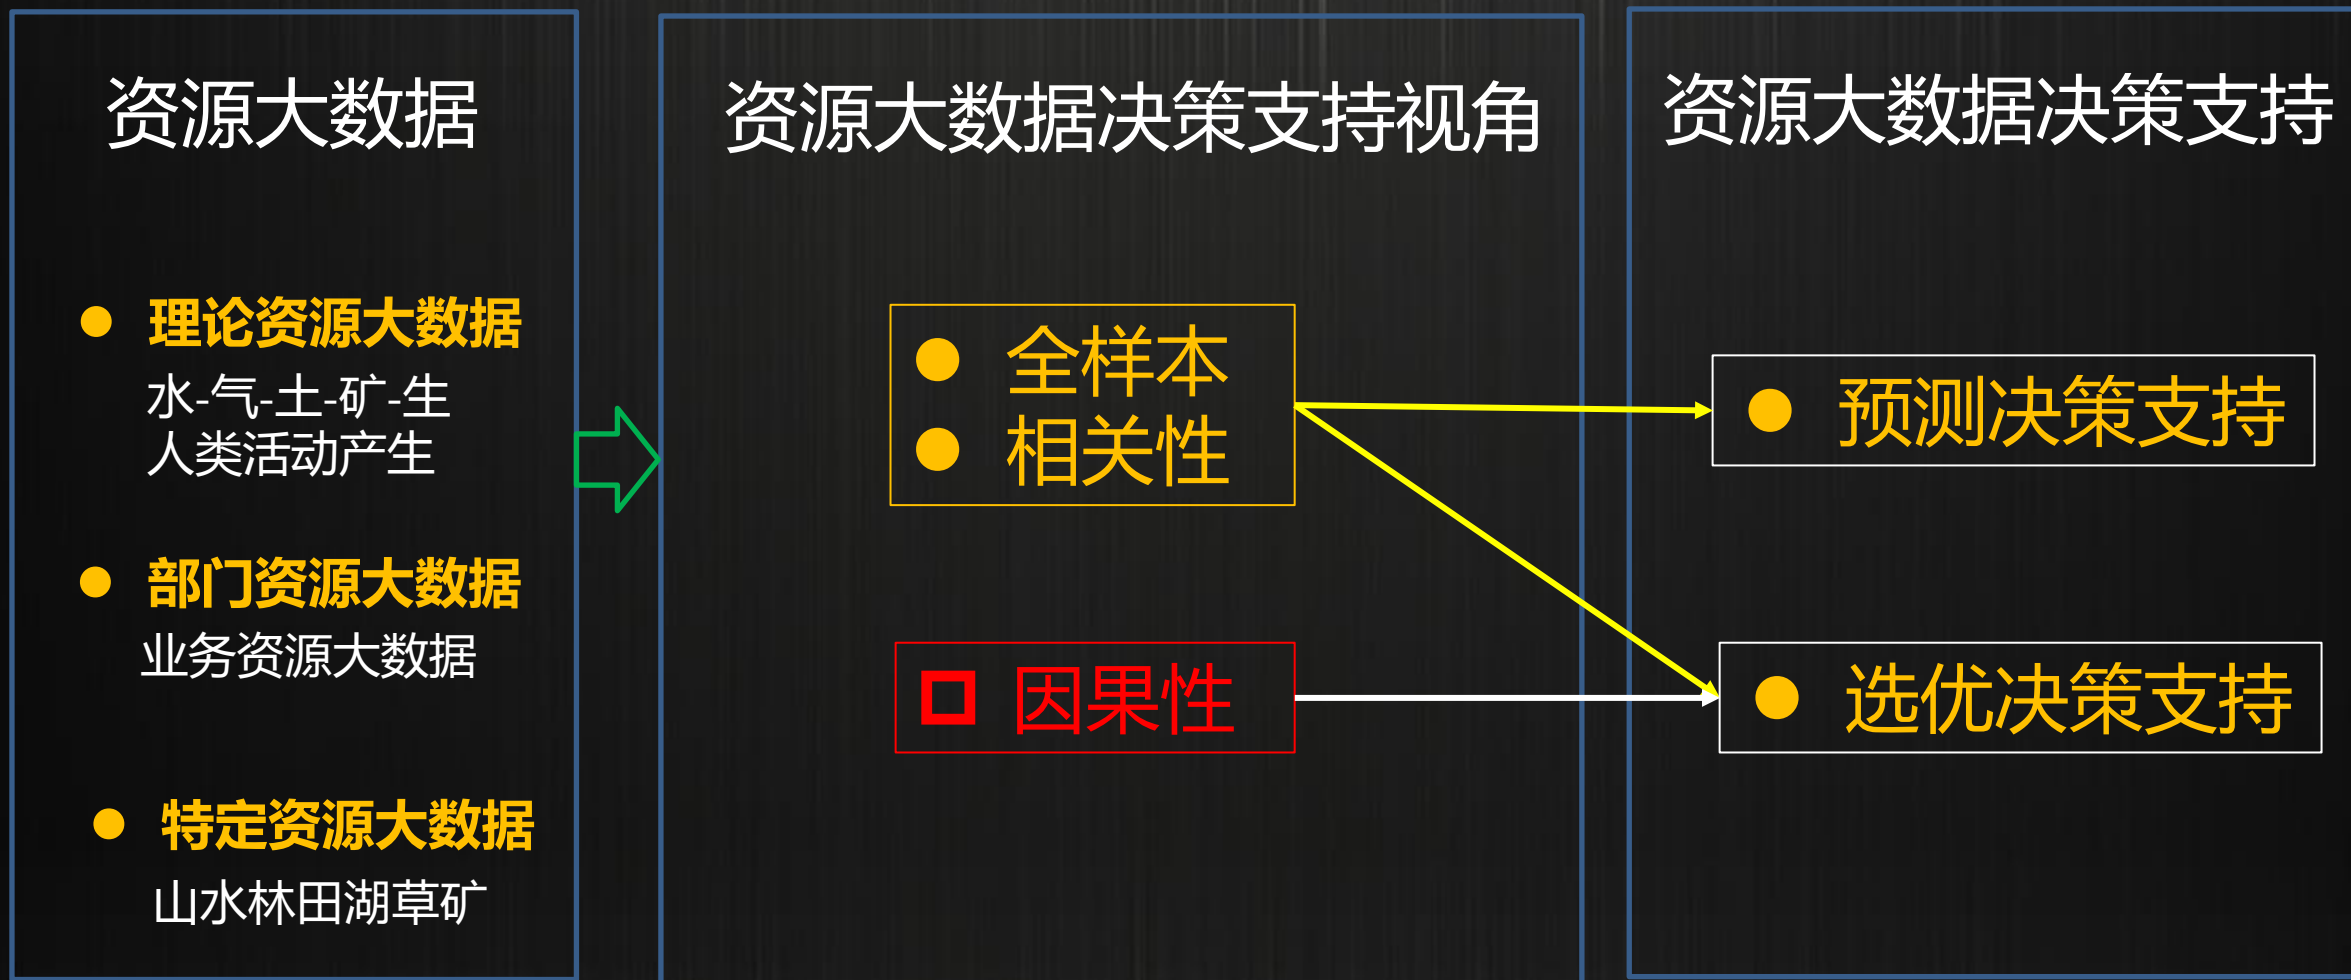 资源大数据
理论资源大数据
水-气-土-矿-生
人类活动产生
部门资源大数据
业务资源大数据
特定资源大数据
山水林田湖草矿
资源大数据决策支持视角
全样本
相关性
因果性
资源大数据决策支持
预测决策支持
选优决策支持